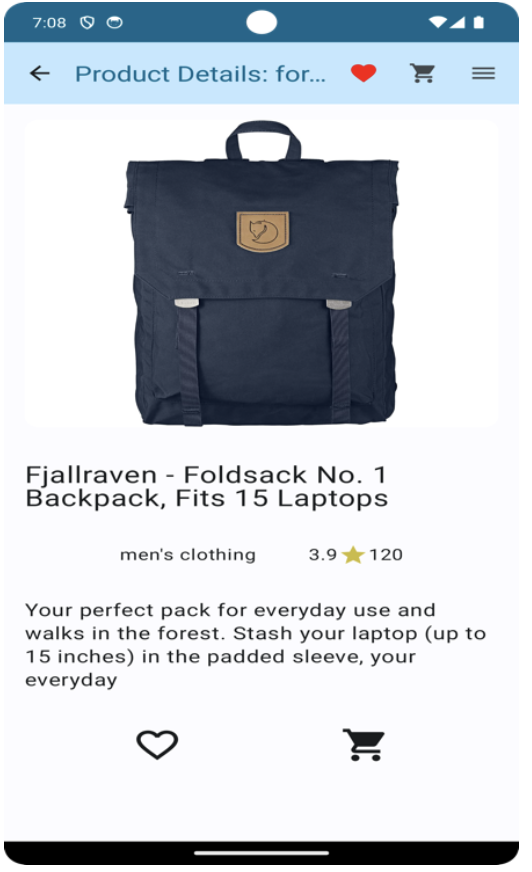 7:08
Product Details: for...
Fjallraven - Foldsack No. 1
Backpack, Fits 15 Laptops
men's clothing 3.9 120
Your perfect pack for everyday use and
walks in the forest. Stash your laptop (up to
15 inches) in the padded sleeve, your
everyday